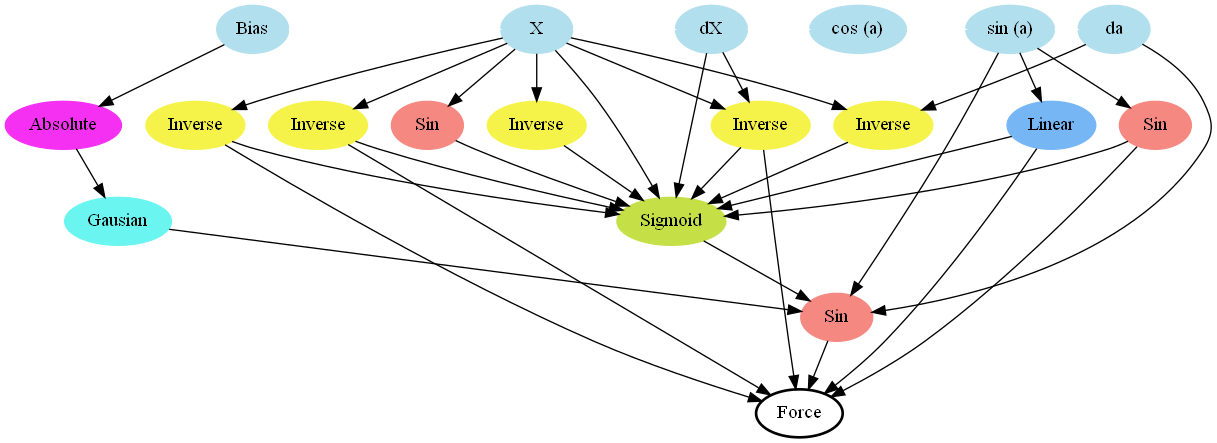 Bias
X
dX
cos (a)
sin (a)
da
Absolute
Inverse
Inverse
Sin
Inverse
Inverse
Inverse
Linear
Sin
Gausian
Sigmoid
Sin
Force